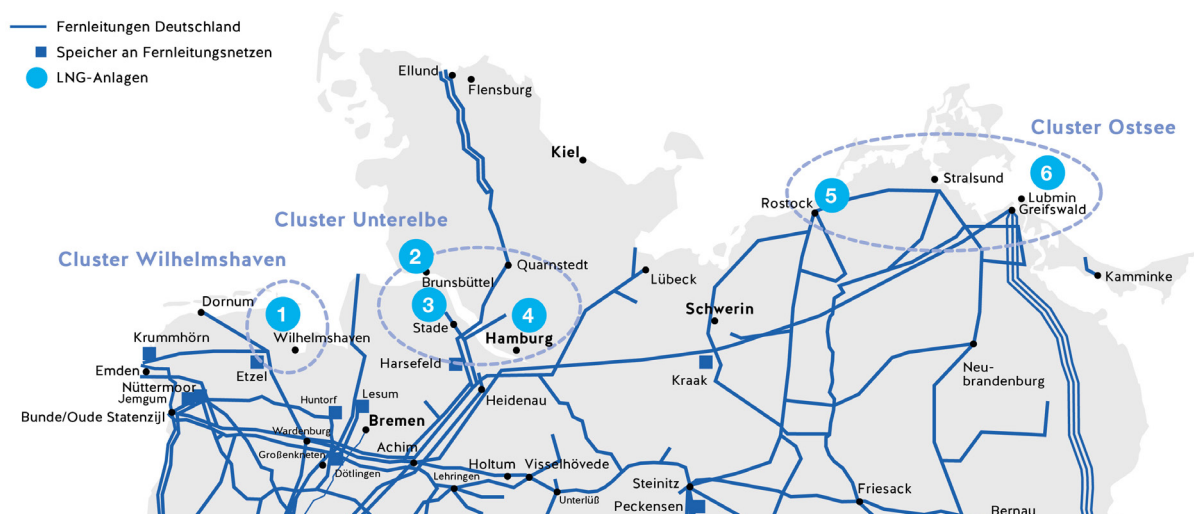 Fernleitungen Deutschland
Speicher an Fernleitungsnetzen
LNG-Anlagen
Ellund
Flensburg
Kiel
Cluster Ostsee
6
Stralsund
5
Lubmin
Rostock
Greifswald
Cluster Unterelbe
Cluster Wilhelmshaven
2
Quarnstedt
Brunsbüttel
Lübeck
Kamminke
Dornum
1
3
4
Schwerin
Stade
Krummhörn
Wilhelmshaven
Hamburg
Harsefeld
Emden
Etzel
Kraak
Neu-
brandenburg
Nüttermoor
Jemgum
Huntorf
Lesum
Heidenau
Bunde/Oude Statenzijl
Bremen
Wardenburg
Achim
Großenkneten
Dötlingen
Lehringen
Holtum
Visselhövede
Unterlüß
Steinitz
Friesack
Peckensen
Bernau